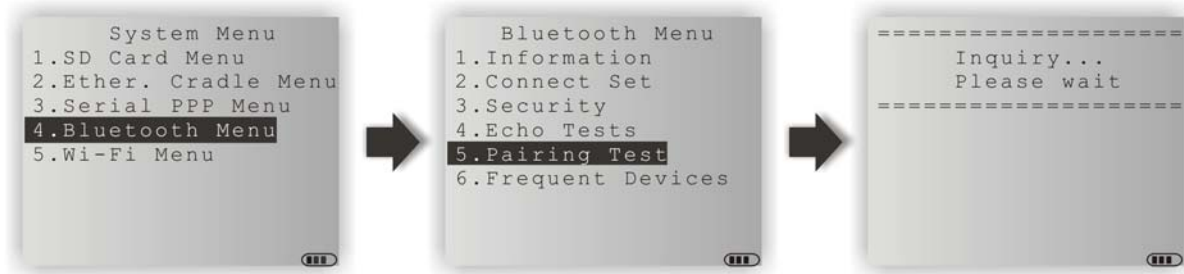 System Menu
1.SD Card Menu
2.Ether. Cradle Menu
3.Serial PPP Menu
4.Bluetooth Menu
5.Wi-Fi Menu
Bluetooth Menu
1.Information
2.Connect Set
3.Security
4.Echo Tests
5.Pairing Test
6.Frequent Devices
====================
Inquiry...
Please wait
====================